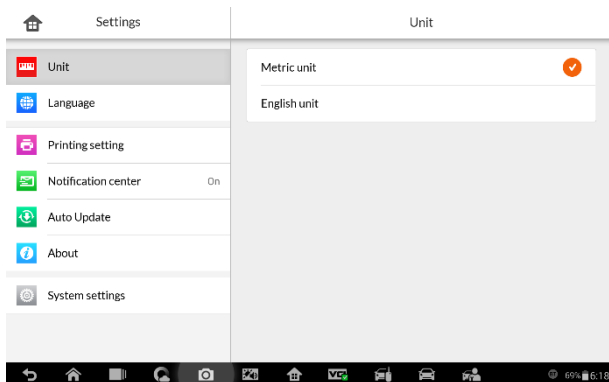 Settings
Unit
Unit
Language
Printing setting
Notification center On
Auto Update
About
System settings
Metric unit
English unit
VCI
69% 6:18